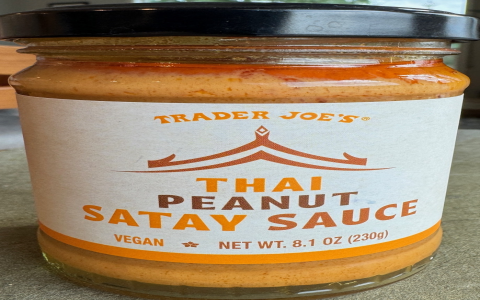 TRADER JOE'S
THAI
PEANUT
SATAY SAUCE
VEGAN NET WT. 8.1 OZ (230g)